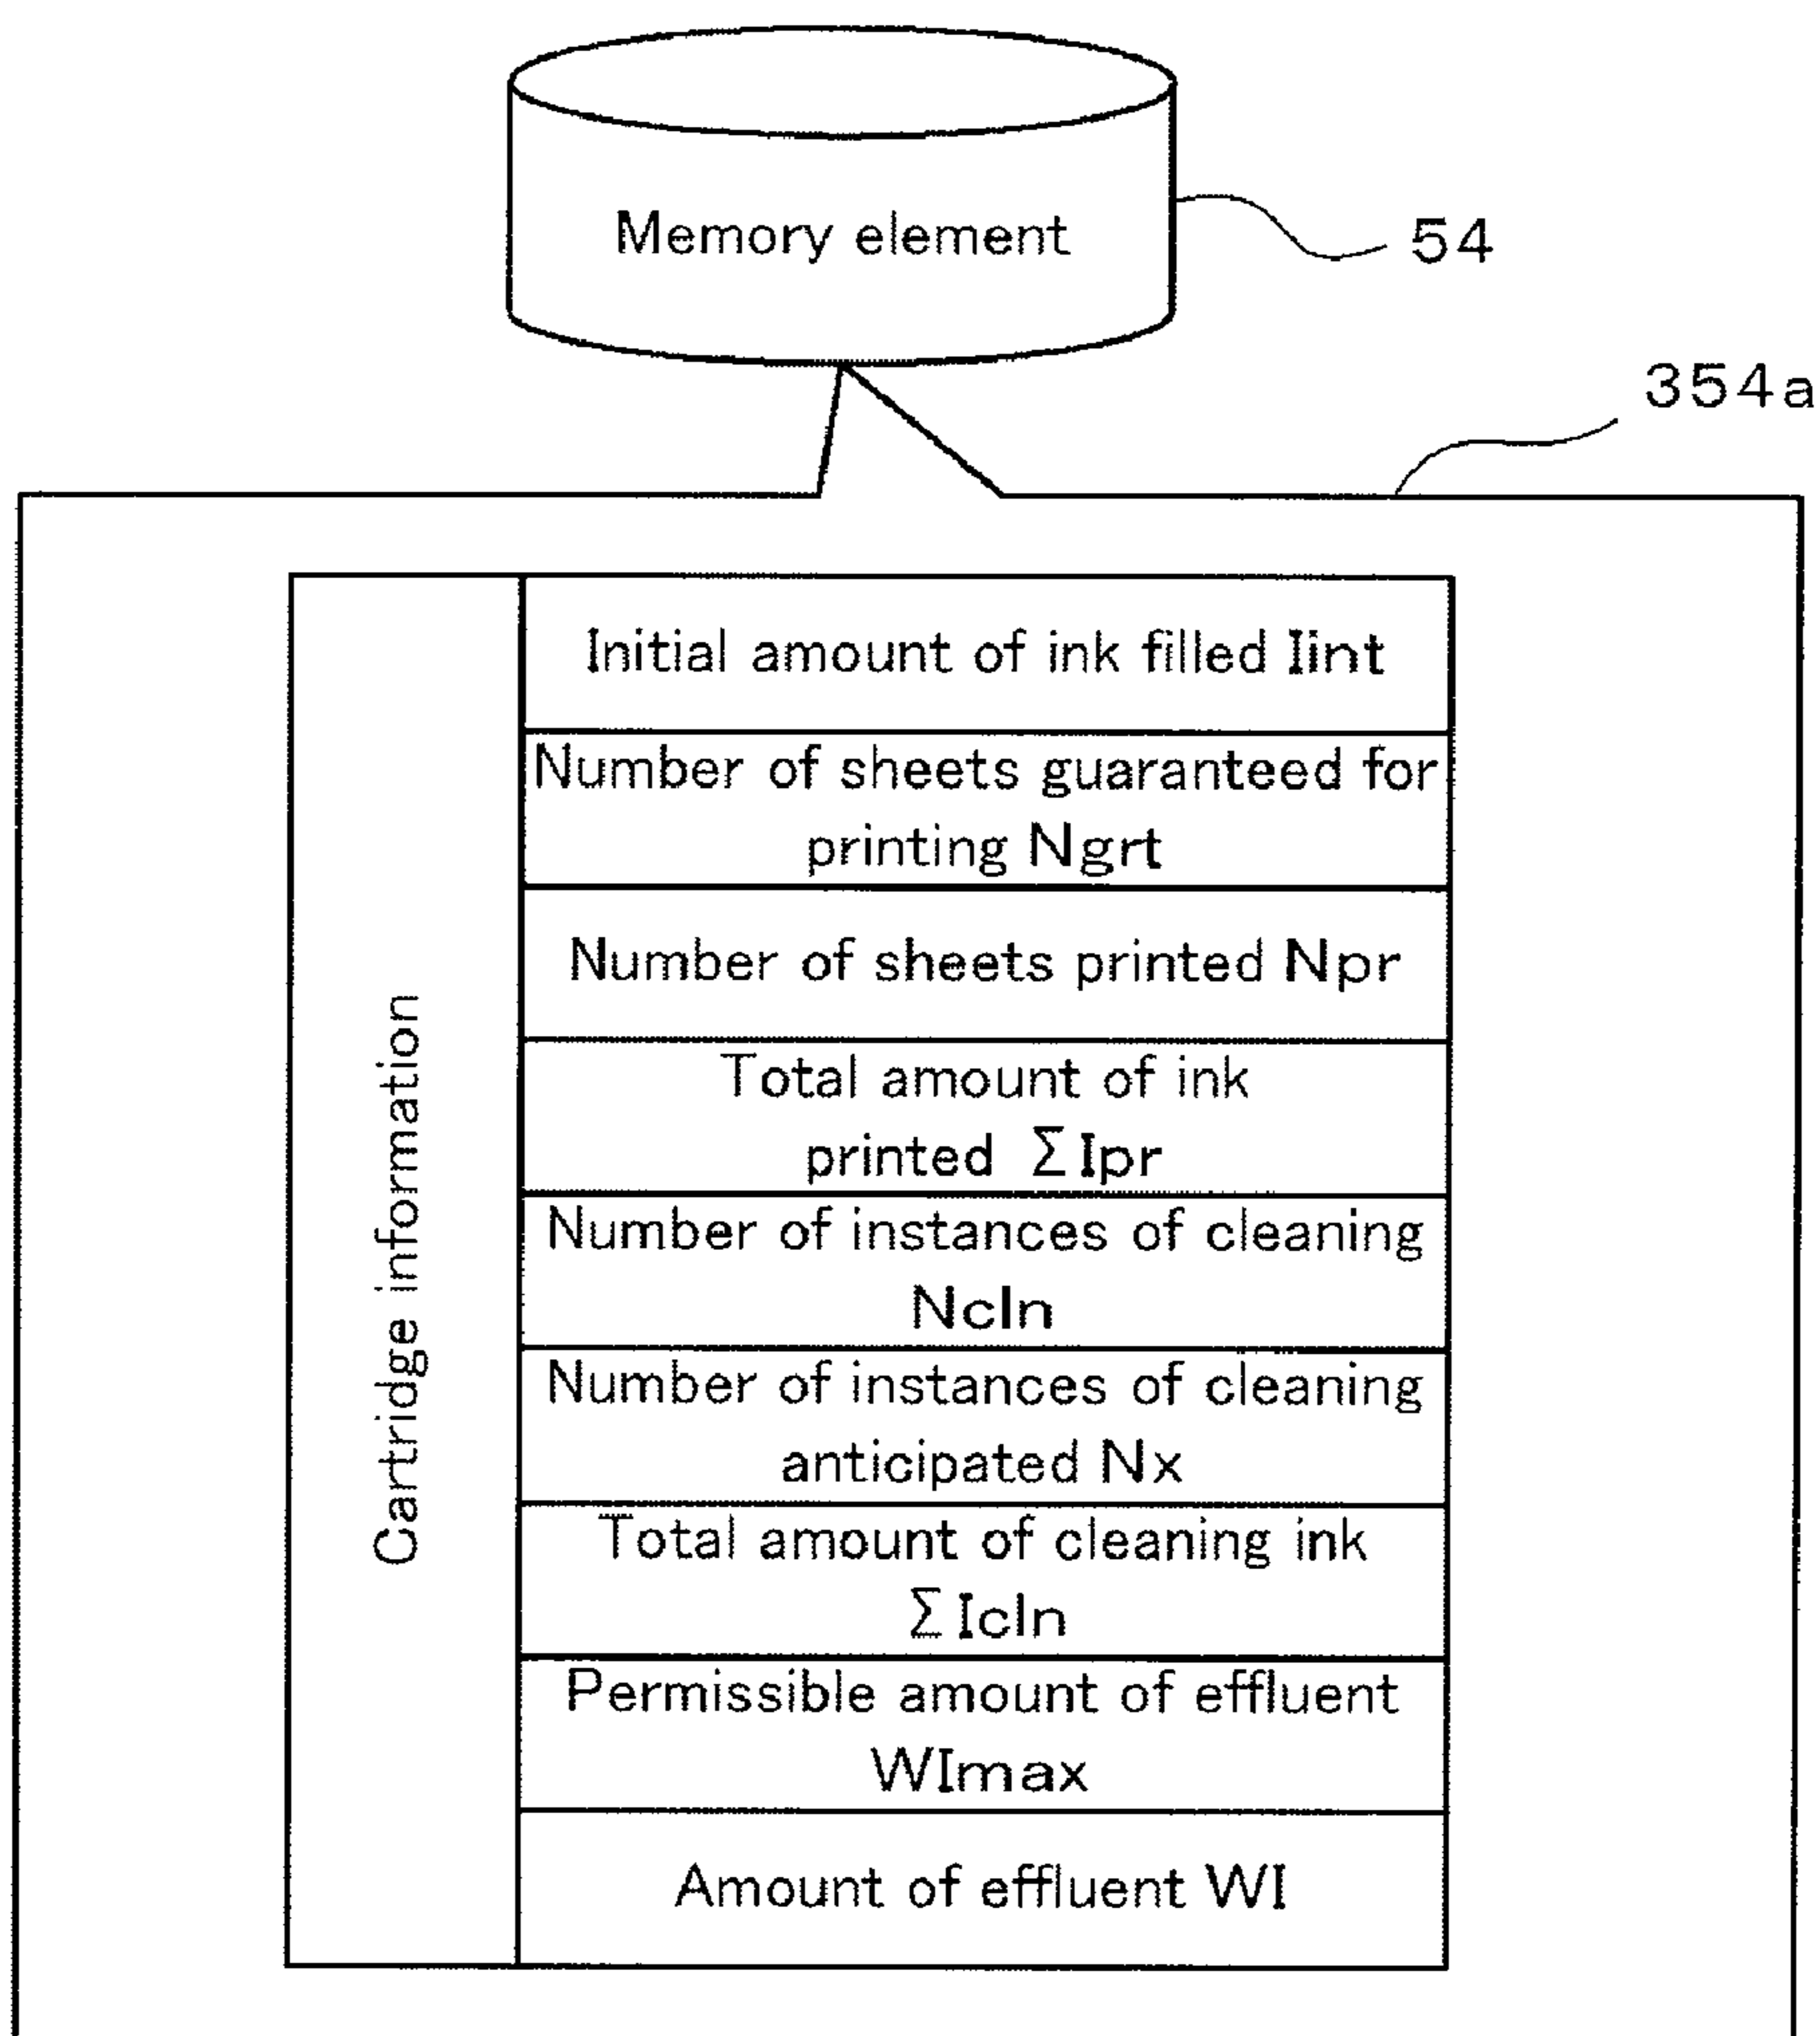 Memory element
54
354a
Cartridge information
Initial amount of ink filled Iint
Number of sheets guaranteed for
printing Ngrt
Number of sheets printed Npr
Total amount of ink
printed ΣIpr
Number of instances of cleaning
Ncln
Number of instances of cleaning
anticipated Nx
Total amount of cleaning ink
ΣIcln
Permissible amount of effluent
WImax
Amount of effluent WI